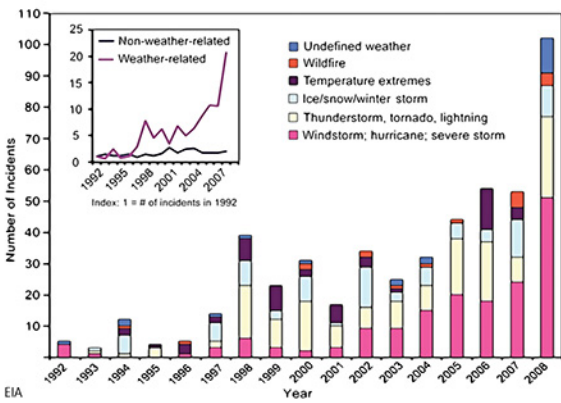 110
100
90
80
70
60
50
40
30
20
10
Number of Incidents
25
20
15
10
5
0
Non-weather-related
Weather-related
1992
1995
1998
2001
2004
2007
Index: 1 = # of incidents in 1992
Undefined weather
Wildfire
Temperature extremes
Ice/snow/winter storm
Thunderstorm, tornado, lightning
Windstorm; hurricane; severe storm
1992 1993 1994 1995 1996 1997 1998 1999 2000 2001 2002 2003 2004 2005 2006 2007 2008
Year
EIA